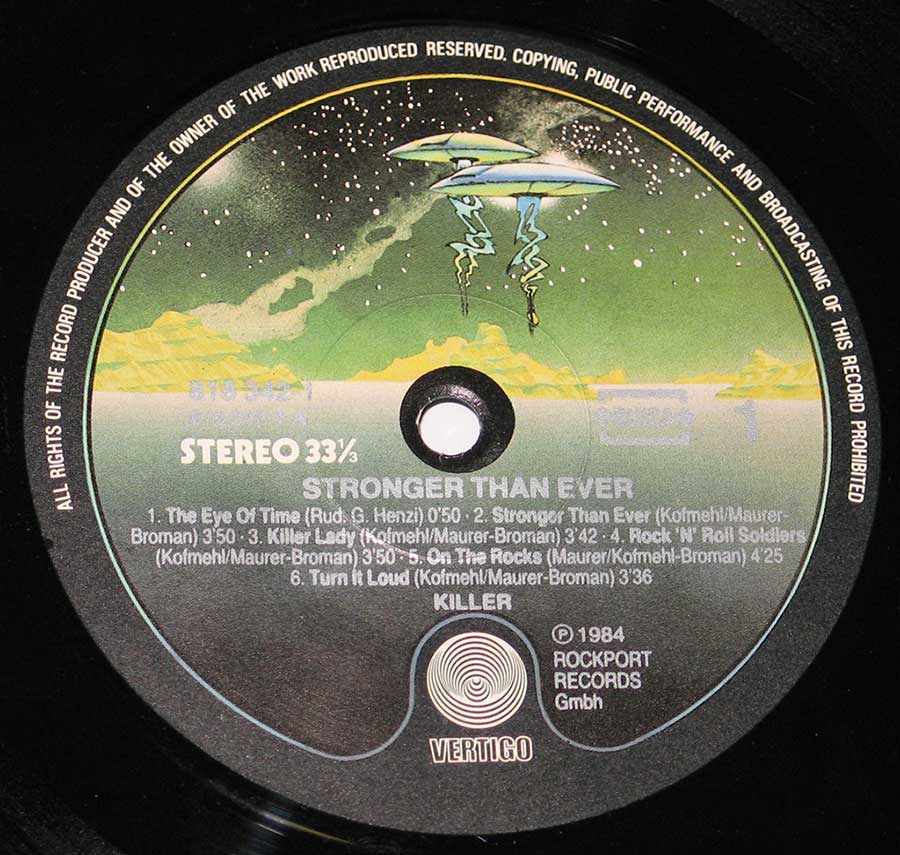 ALL RIGHTS OF THE RECORD PRODUCER AND OF THE OWNER OF THE WORK REPRODUCED RESERVED. COPYING, PUBLIC PERFORMANCE AND BROADCASTING OF THIS RECORD PROHIBITED
818 342-1
1
STEREO 33⅓
STRONGER THAN EVER
1. The Eye Of Time (Rud. G. Henzi) 0'50 · 2. Stronger Than Ever (Kofmehl/Maurer-
Broman) 3'50 · 3. Killer Lady (Kofmehl/Maurer-Broman) 3'42 · 4. Rock 'N' Roll Soldiers
(Kofmehl/Maurer-Broman) 3'50 · 5. On The Rocks (Maurer/Kofmehl-Broman) 4'25
6. Turn It Loud (Kofmehl/Maurer-Broman) 3'36
KILLER
Ⓟ 1984
ROCKPORT
RECORDS
Gmbh
VERTIGO